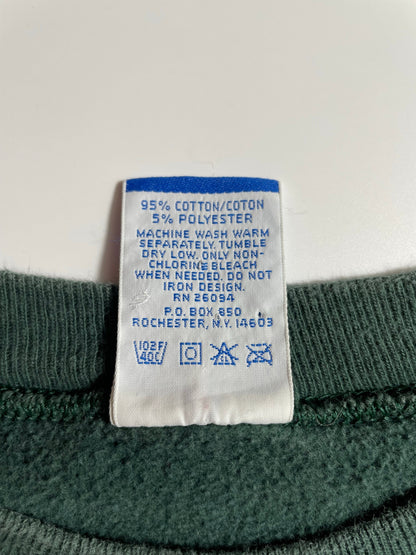 95% COTTON/COTON
5% POLYESTER
MACHINE WASH WARM
SEPARATELY. TUMBLE
DRY LOW. ONLY NON-
CHLORINE BLEACH
WHEN NEEDED. DO NOT
IRON DESIGN.
RN 26094
P.O. BOX 850
ROCHESTER, N.Y. 14603
102F
40C
CL